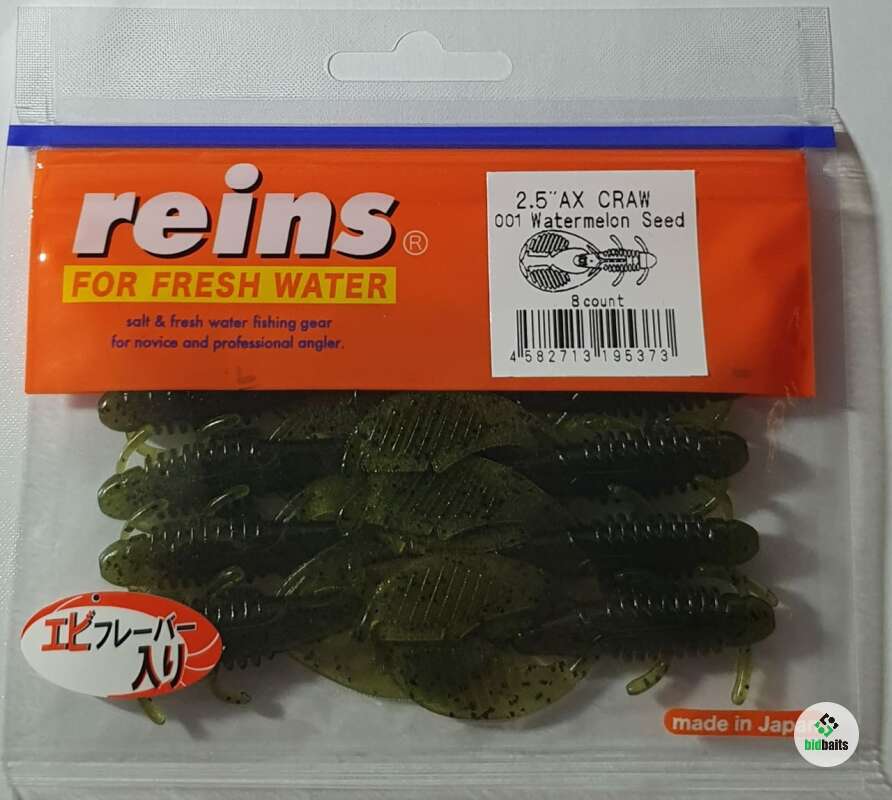 reins®
FOR FRESH WATER
salt & fresh water fishing gear
for novice and professional angler.
2.5"AX CRAW
001 Watermelon Seed
8 count
4 582713 195373
エビフレーバー
入り
made in Japan
bidbaits